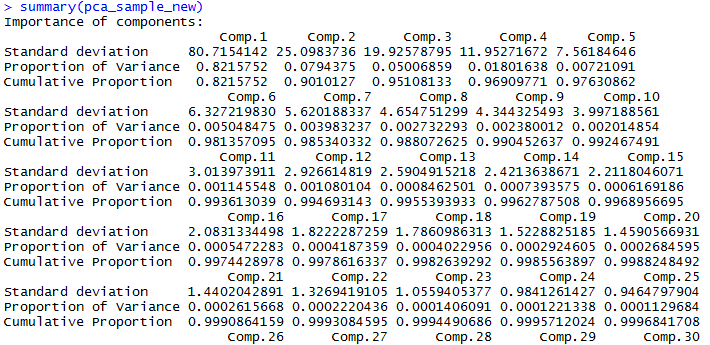 > summary(pca_sample_new)
Importance of components:
                          Comp.1     Comp.2      Comp.3      Comp.4     Comp.5
Standard deviation     80.7154142 25.0983736 19.92578795 11.95271672 7.56184646
Proportion of Variance  0.8215752  0.0794375  0.05006859  0.01801638 0.00721091
Cumulative Proportion   0.8215752  0.9010127  0.95108133  0.96909771 0.97630862
                            Comp.6      Comp.7      Comp.8      Comp.9     Comp.10
Standard deviation     6.327219830 5.620188337 4.654751299 4.344325493 3.997188561
Proportion of Variance 0.005048475 0.003983237 0.002732293 0.002380012 0.002014854
Cumulative Proportion  0.981357095 0.985340332 0.988072625 0.990452637 0.992467491
                           Comp.11     Comp.12      Comp.13      Comp.14      Comp.15
Standard deviation     3.013973911 2.926614819 2.5904915218 2.4213638671 2.2118046071
Proportion of Variance 0.001145548 0.001080104 0.0008462501 0.0007393575 0.0006169186
Cumulative Proportion  0.993613039 0.994693143 0.9955393933 0.9962787508 0.9968956695
                            Comp.16      Comp.17      Comp.18      Comp.19      Comp.20
Standard deviation     2.0831334498 1.8222287259 1.7860986313 1.5228825185 1.4590566931
Proportion of Variance 0.0005472283 0.0004187359 0.0004022956 0.0002924605 0.0002684595
Cumulative Proportion  0.9974428978 0.9978616337 0.9982639292 0.9985563897 0.9988248492
                            Comp.21      Comp.22      Comp.23      Comp.24      Comp.25
Standard deviation     1.4402042891 1.3269419105 1.0559405377 0.9841261427 0.9464797904
Proportion of Variance 0.0002615668 0.0002220436 0.0001406091 0.0001221338 0.0001129684
Cumulative Proportion  0.9990864159 0.9993084595 0.9994490686 0.9995712024 0.9996841708
                            Comp.26      Comp.27      Comp.28      Comp.29      Comp.30